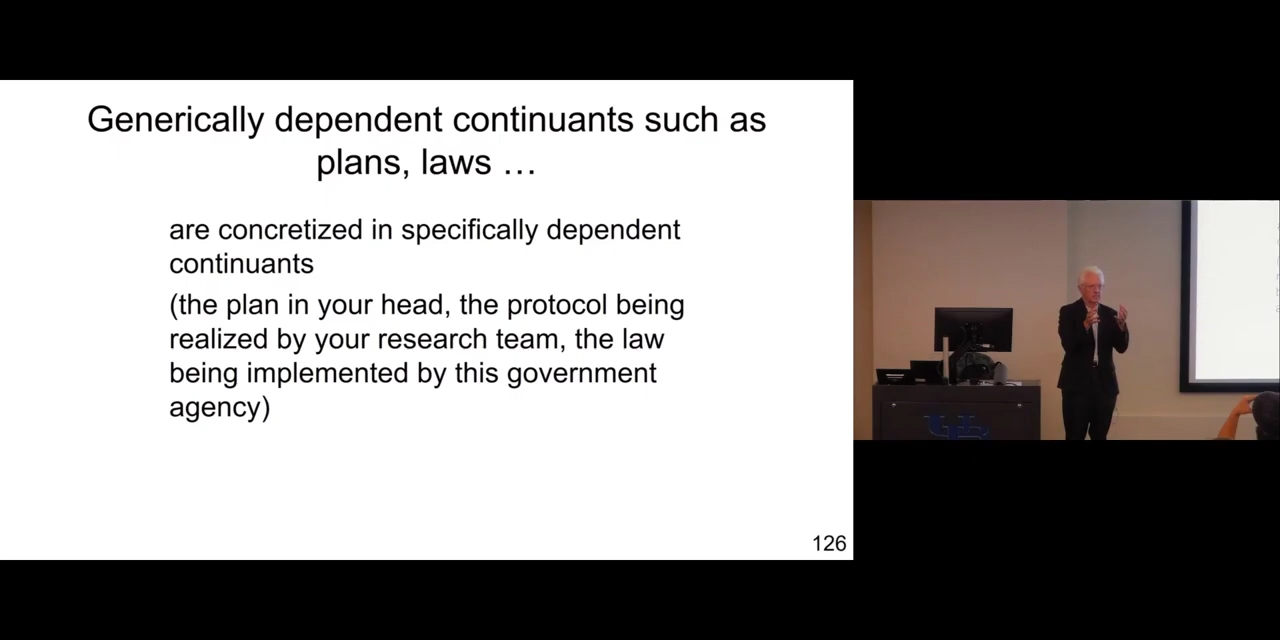 Generically dependent continuants such as
plans, laws …
are concretized in specifically dependent
continuants
(the plan in your head, the protocol being
realized by your research team, the law
being implemented by this government
agency)
126